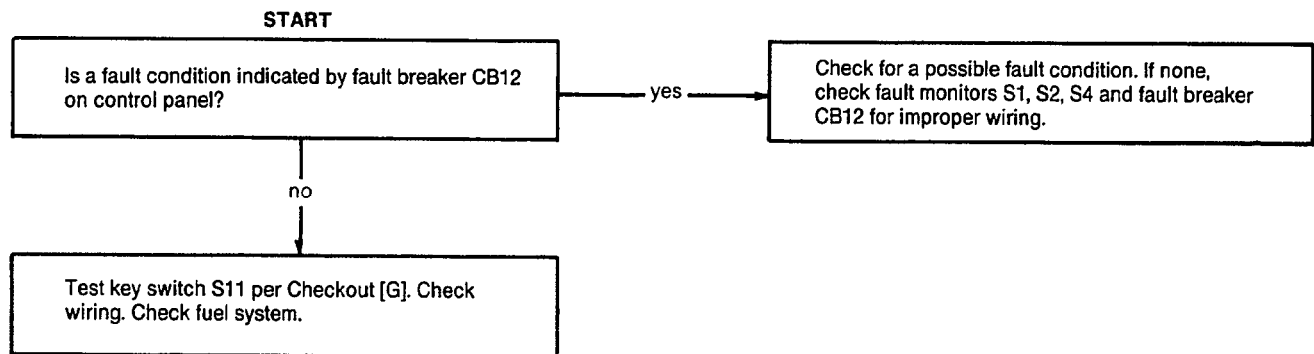 START
Is a fault condition indicated by fault breaker CB12
on control panel?
yes
Check for a possible fault condition. If none,
check fault monitors S1, S2, S4 and fault breaker
CB12 for improper wiring.
no
Test key switch S11 per Checkout [G]. Check
wiring. Check fuel system.